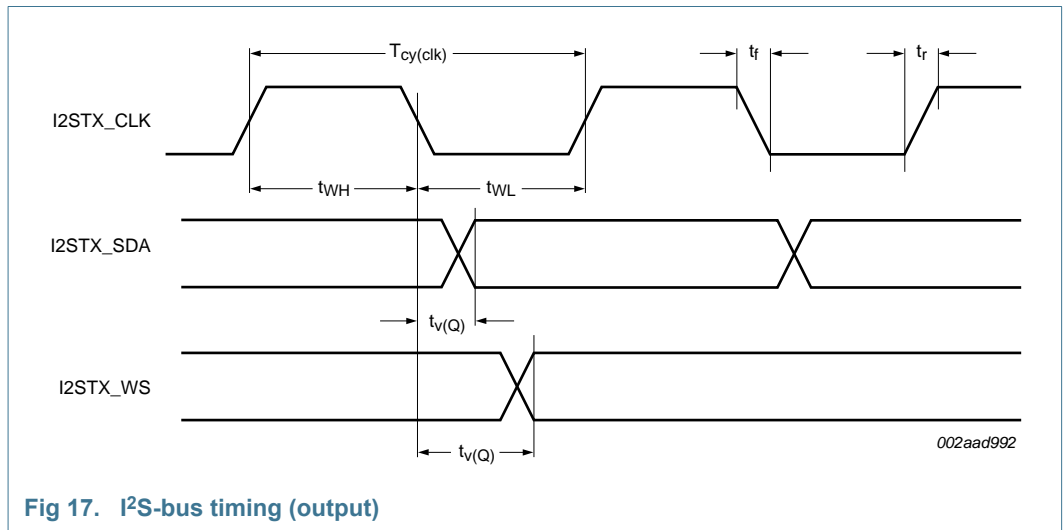 Tcy(clk)
tf
tr
I2STX_CLK
tWH
tWL
I2STX_SDA
tv(Q)
I2STX_WS
tv(Q)
002aad992
Fig 17. I²S-bus timing (output)